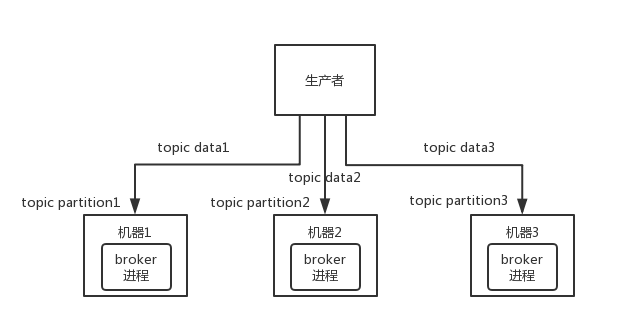 生产者
topic data1
topic data3
topic data2
topic partition1
topic partition2
topic partition3
机器1
broker
进程
机器2
broker
进程
机器3
broker
进程